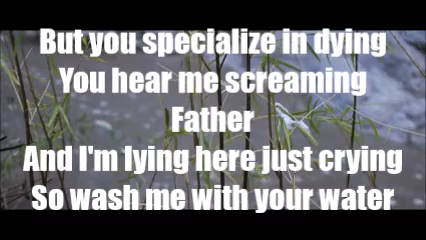 But you specialize in dying
You hear me screaming
Father
And I'm lying here just crying
So wash me with your water